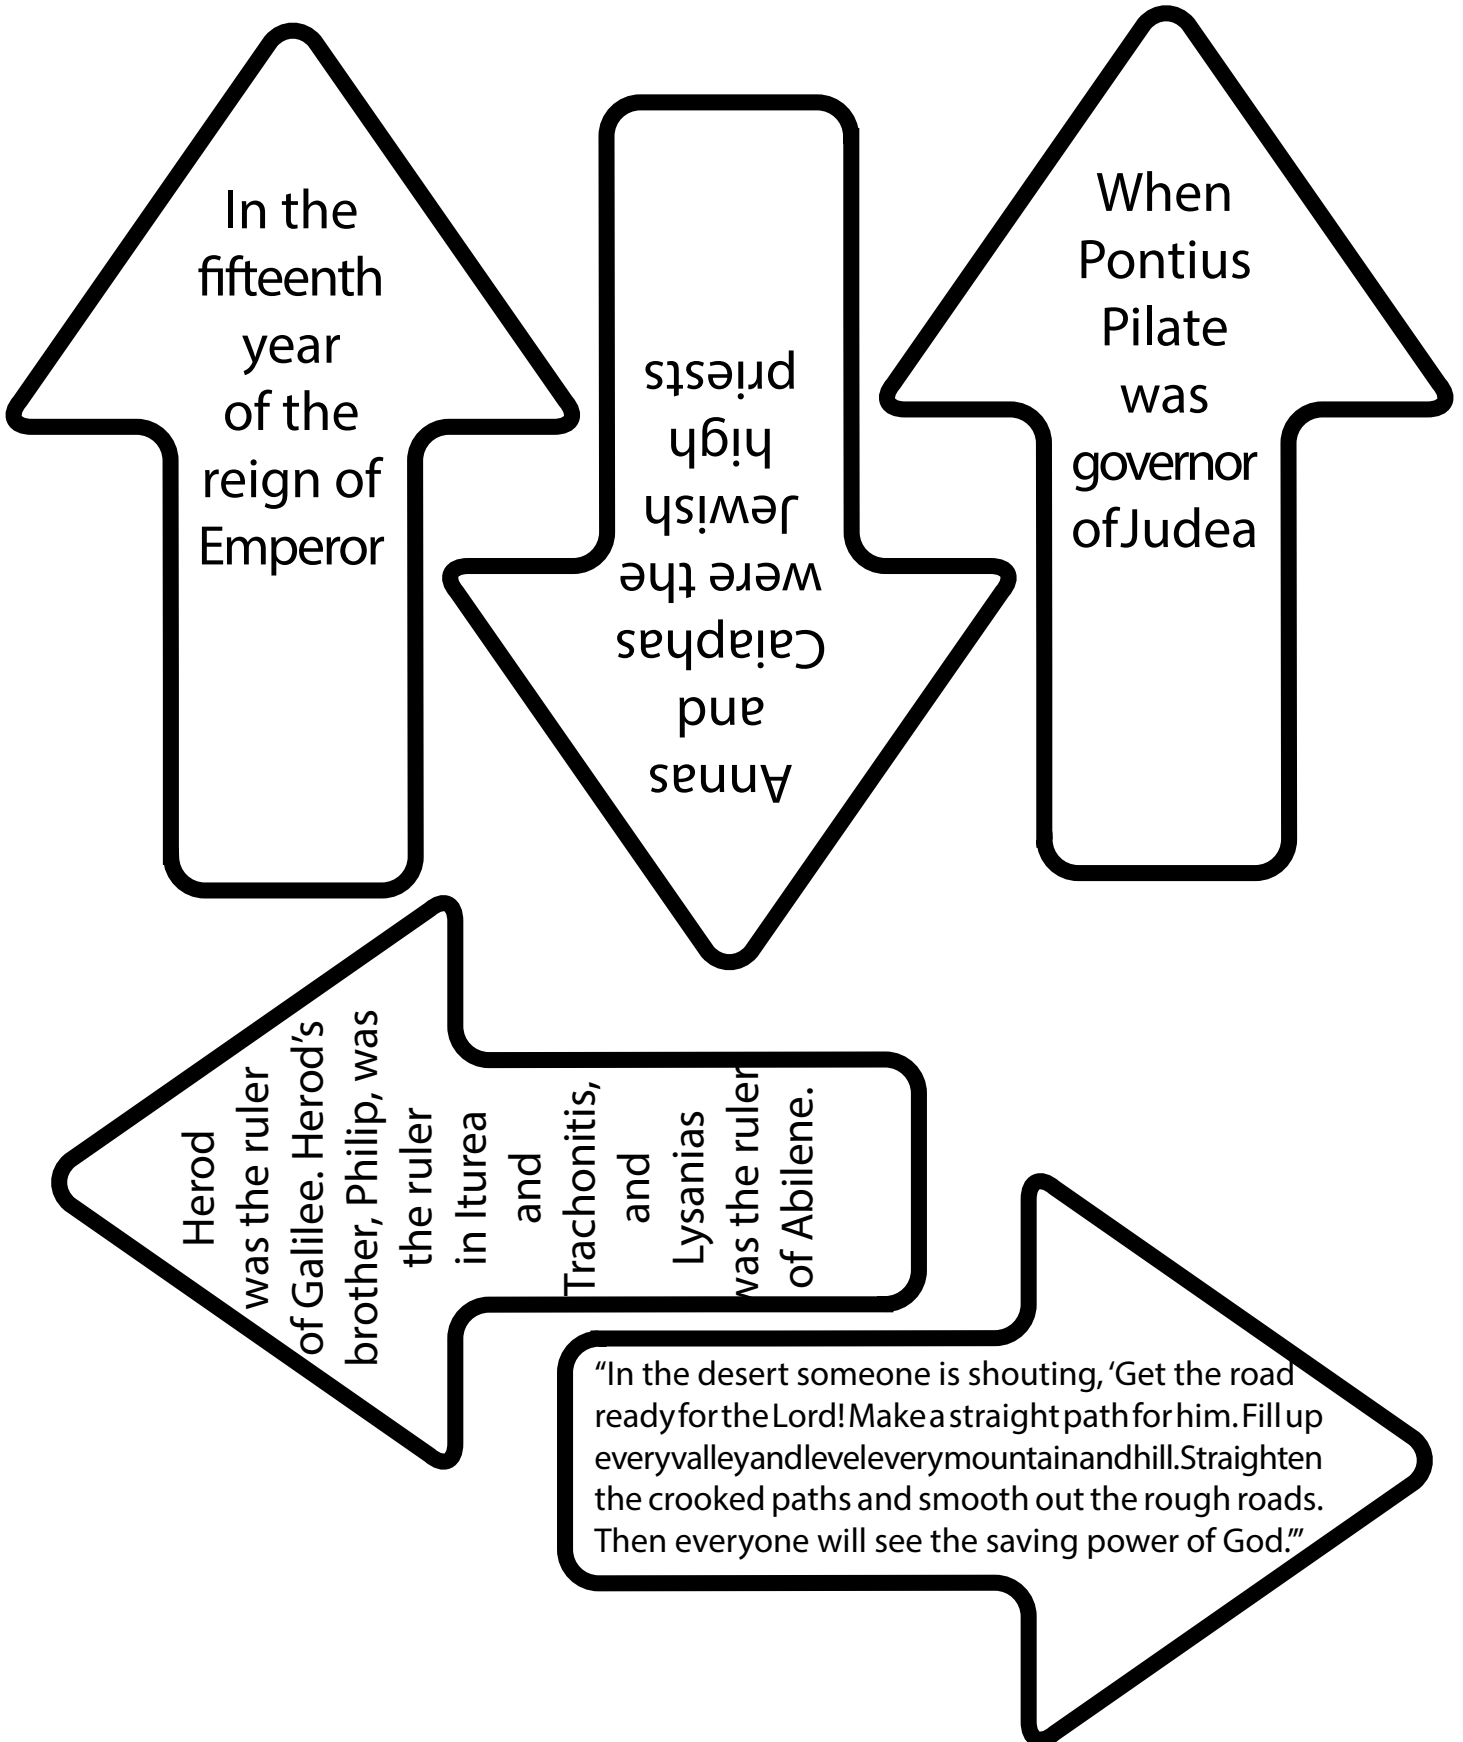 In the
fifteenth
year
of the
reign of
Emperor
Annas
and
Caiaphas
were the
Jewish
high
priests
When
Pontius
Pilate
was
governor
of Judea
Herod
was the ruler
of Galilee. Herod’s
brother, Philip, was
the ruler
in Iturea
and
Trachonitis,
and
Lysanias
was the ruler
of Abilene.
“In the desert someone is shouting, ‘Get the road
ready for the Lord! Make a straight path for him. Fill up
every valley and level every mountain and hill. Straighten
the crooked paths and smooth out the rough roads.
Then everyone will see the saving power of God.’”